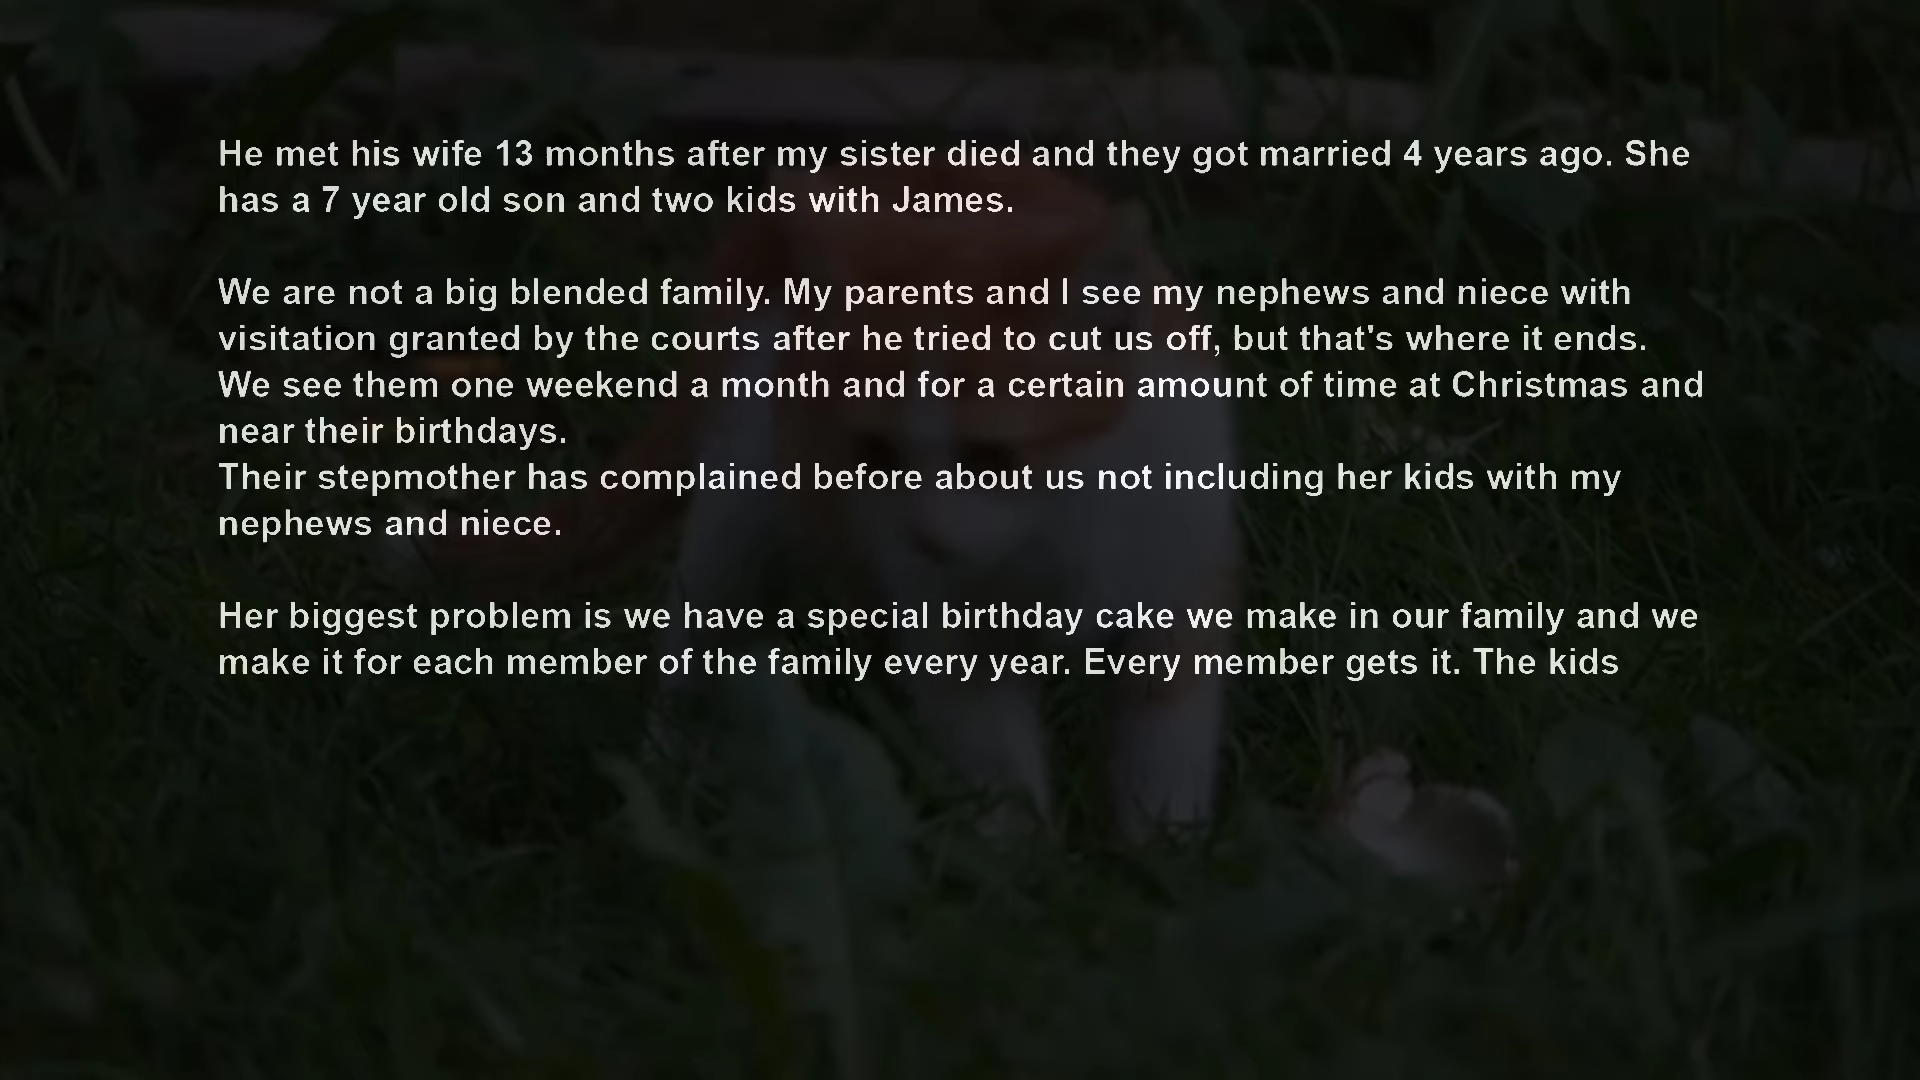 He met his wife 13 months after my sister died and they got married 4 years ago. She
has a 7 year old son and two kids with James.
We are not a big blended family. My parents and I see my nephews and niece with
visitation granted by the courts after he tried to cut us off, but that's where it ends.
We see them one weekend a month and for a certain amount of time at Christmas and
near their birthdays.
Their stepmother has complained before about us not including her kids with my
nephews and niece.
Her biggest problem is we have a special birthday cake we make in our family and we
make it for each member of the family every year. Every member gets it. The kids